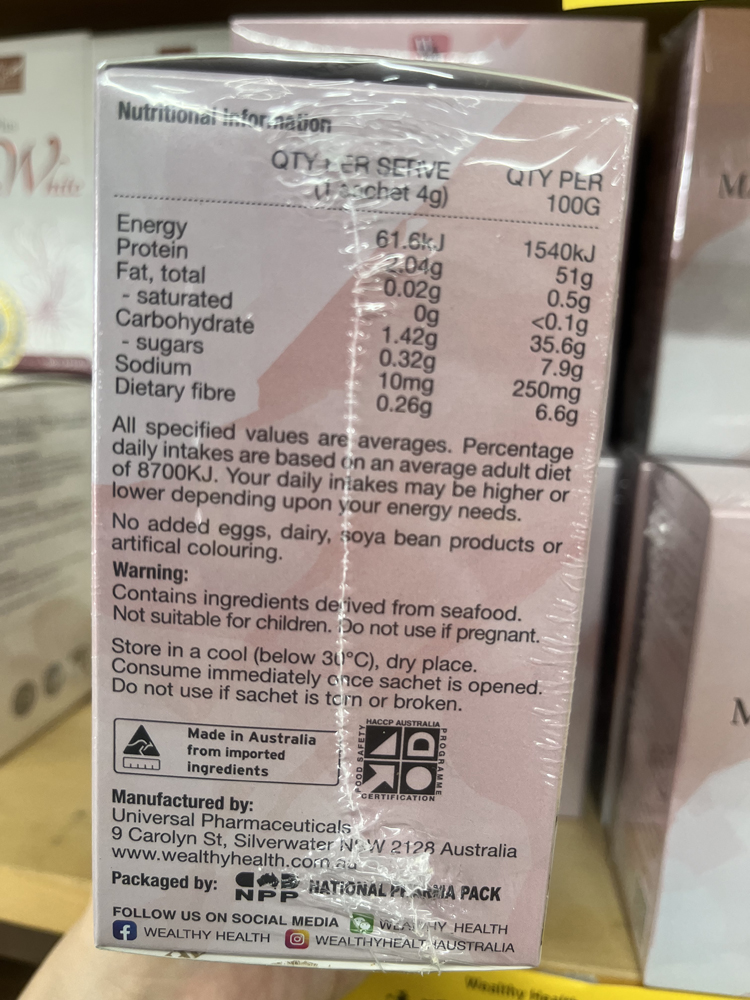 Nutritional Information
QTY PER SERVE
(1 sachet 4g)
QTY PER
100G
Energy 61.6kJ 1540kJ
Protein 2.04g 51g
Fat, total 0.02g 0.5g
- saturated 0g <0.1g
Carbohydrate 1.42g 35.6g
- sugars 0.32g 7.9g
Sodium 10mg 250mg
Dietary fibre 0.26g 6.6g
All specified values are averages. Percentage
daily intakes are based on an average adult diet
of 8700KJ. Your daily intakes may be higher or
lower depending upon your energy needs.
No added eggs, dairy, soya bean products or
artifical colouring.
Warning:
Contains ingredients derived from seafood.
Not suitable for children. Do not use if pregnant.
Store in a cool (below 30°C), dry place.
Consume immediately once sachet is opened.
Do not use if sachet is torn or broken.
Made in Australia
from imported
ingredients
HACCP AUSTRALIA
FOOD SAFETY
PROGRAMME
CERTIFICATION
Manufactured by:
Universal Pharmaceuticals
9 Carolyn St, Silverwater NSW 2128 Australia
www.wealthyhealth.com.au
Packaged by: NPP NATIONAL PHARMA PACK
FOLLOW US ON SOCIAL MEDIA WEALTHY HEALTH
WEALTHY HEALTH WEALTHYHEALTHAUSTRALIA
White